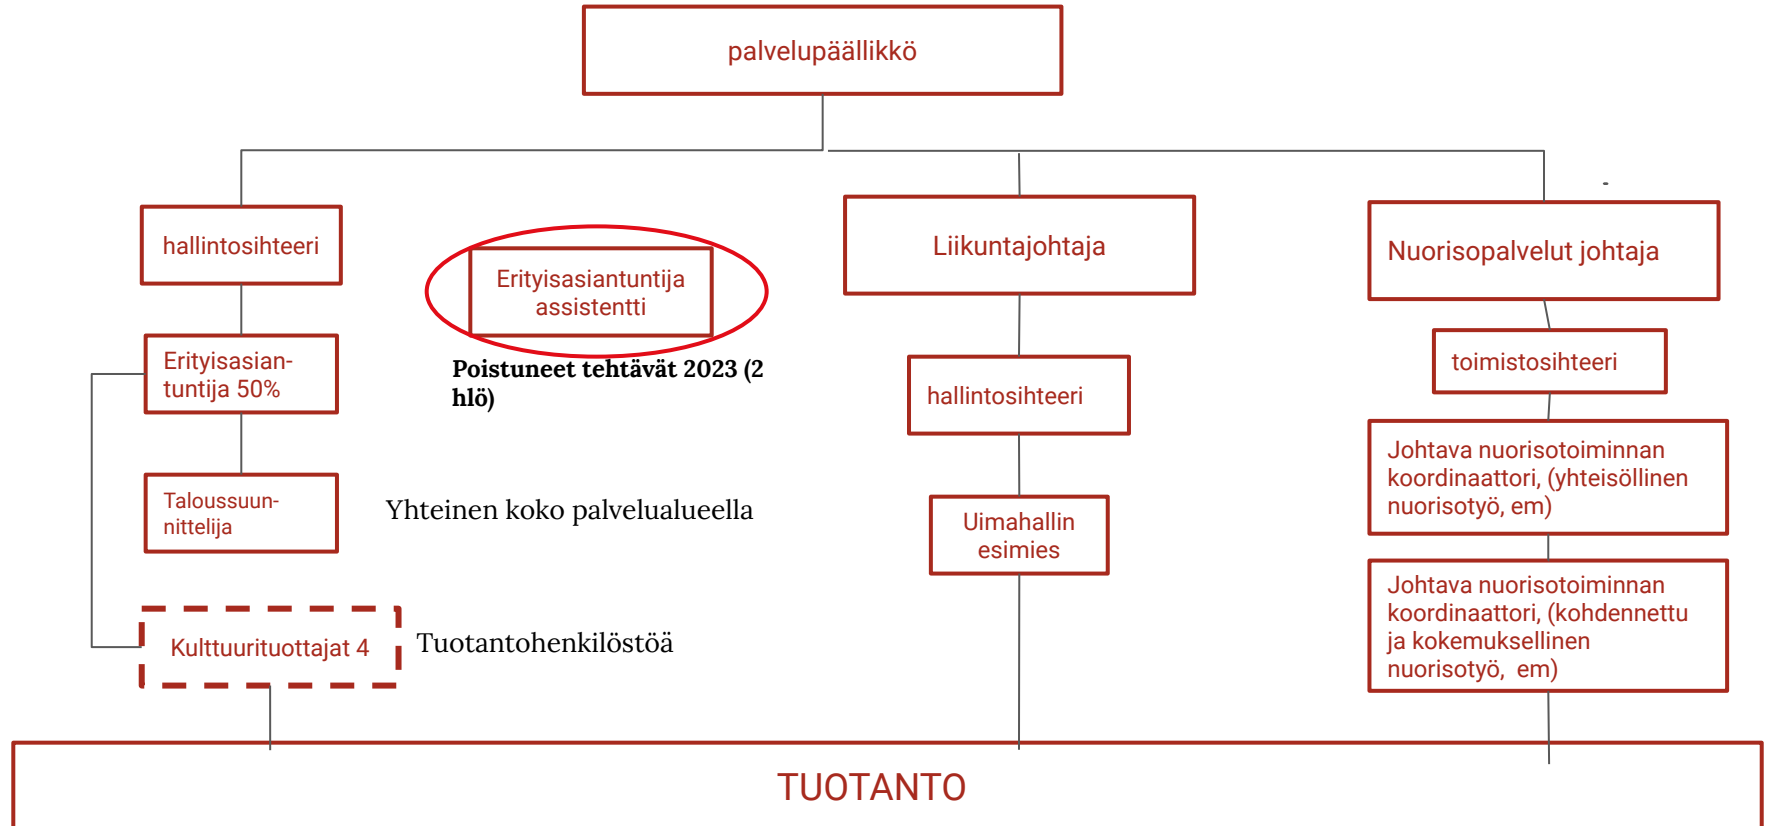 palvelupäällikkö
-
hallintosihteeri
Erityisasiantuntija
assistentti
Liikuntajohtaja
Nuorisopalvelut johtaja
Erityisasian-
tuntija 50%
Poistuneet tehtävät 2023 (2
hlö)
hallintosihteeri
toimistosihteeri
Taloussuun-
nittelija
Yhteinen koko palvelualueella
Uimahallin
esimies
Johtava nuorisotoiminnan
koordinaattori, (yhteisöllinen
nuorisotyö, em)
Kulttuurituottajat 4
Tuotantohenkilöstöä
Johtava nuorisotoiminnan
koordinaattori, (kohdennettu
ja kokemuksellinen
nuorisotyö,  em)
TUOTANTO